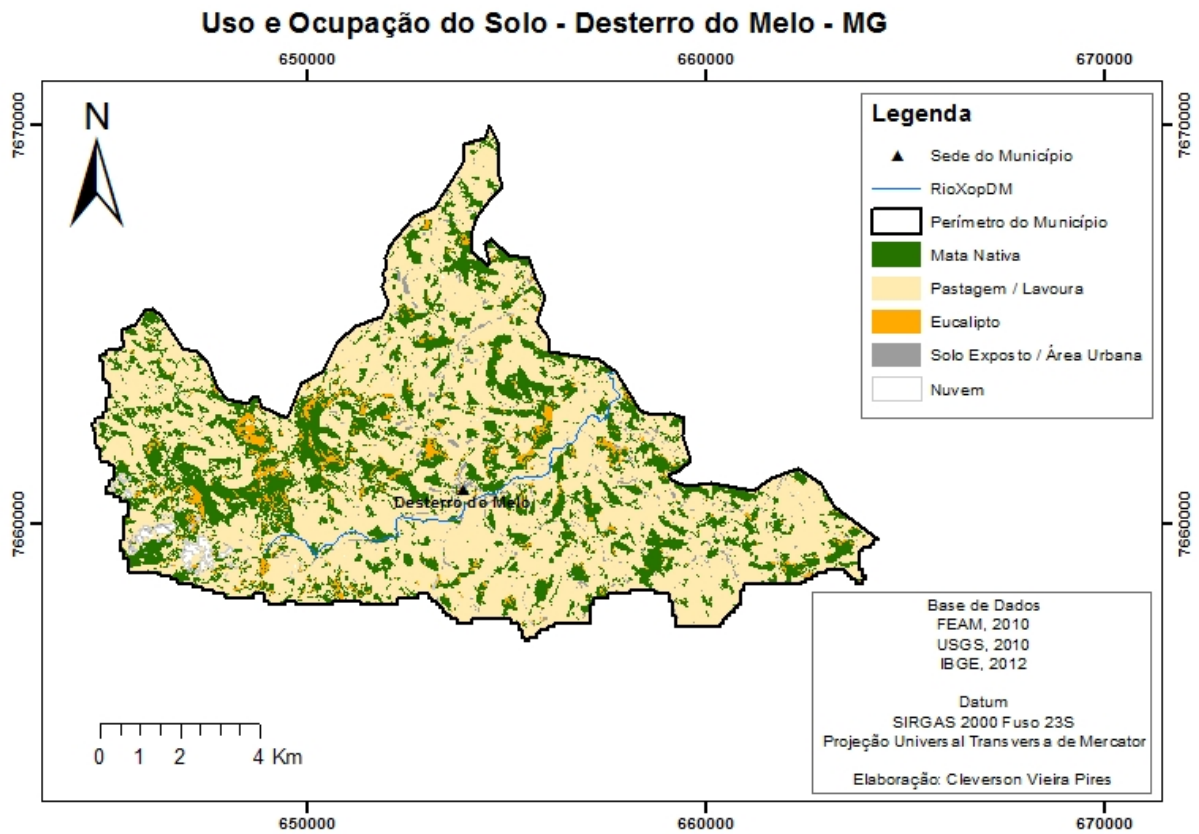 Uso e Ocupação do Solo - Desterro do Melo - MG
650000 660000 670000
7670000 7670000
N
Legenda
Sede do Município
RioXopDM
Perímetro do Município
Mata Nativa
Pastagem / Lavoura
Eucalipto
Solo Exposto / Área Urbana
Nuvem
Desterro do Melo
7660000 7660000
Base de Dados
FEAM, 2010
USGS, 2010
IBGE, 2012
Datum
SIRGAS 2000 Fuso 23S
Projeção Universal Transversa de Mercator
Elaboração: Cleverson Vieira Pires
0 1 2 4 Km
650000 660000 670000